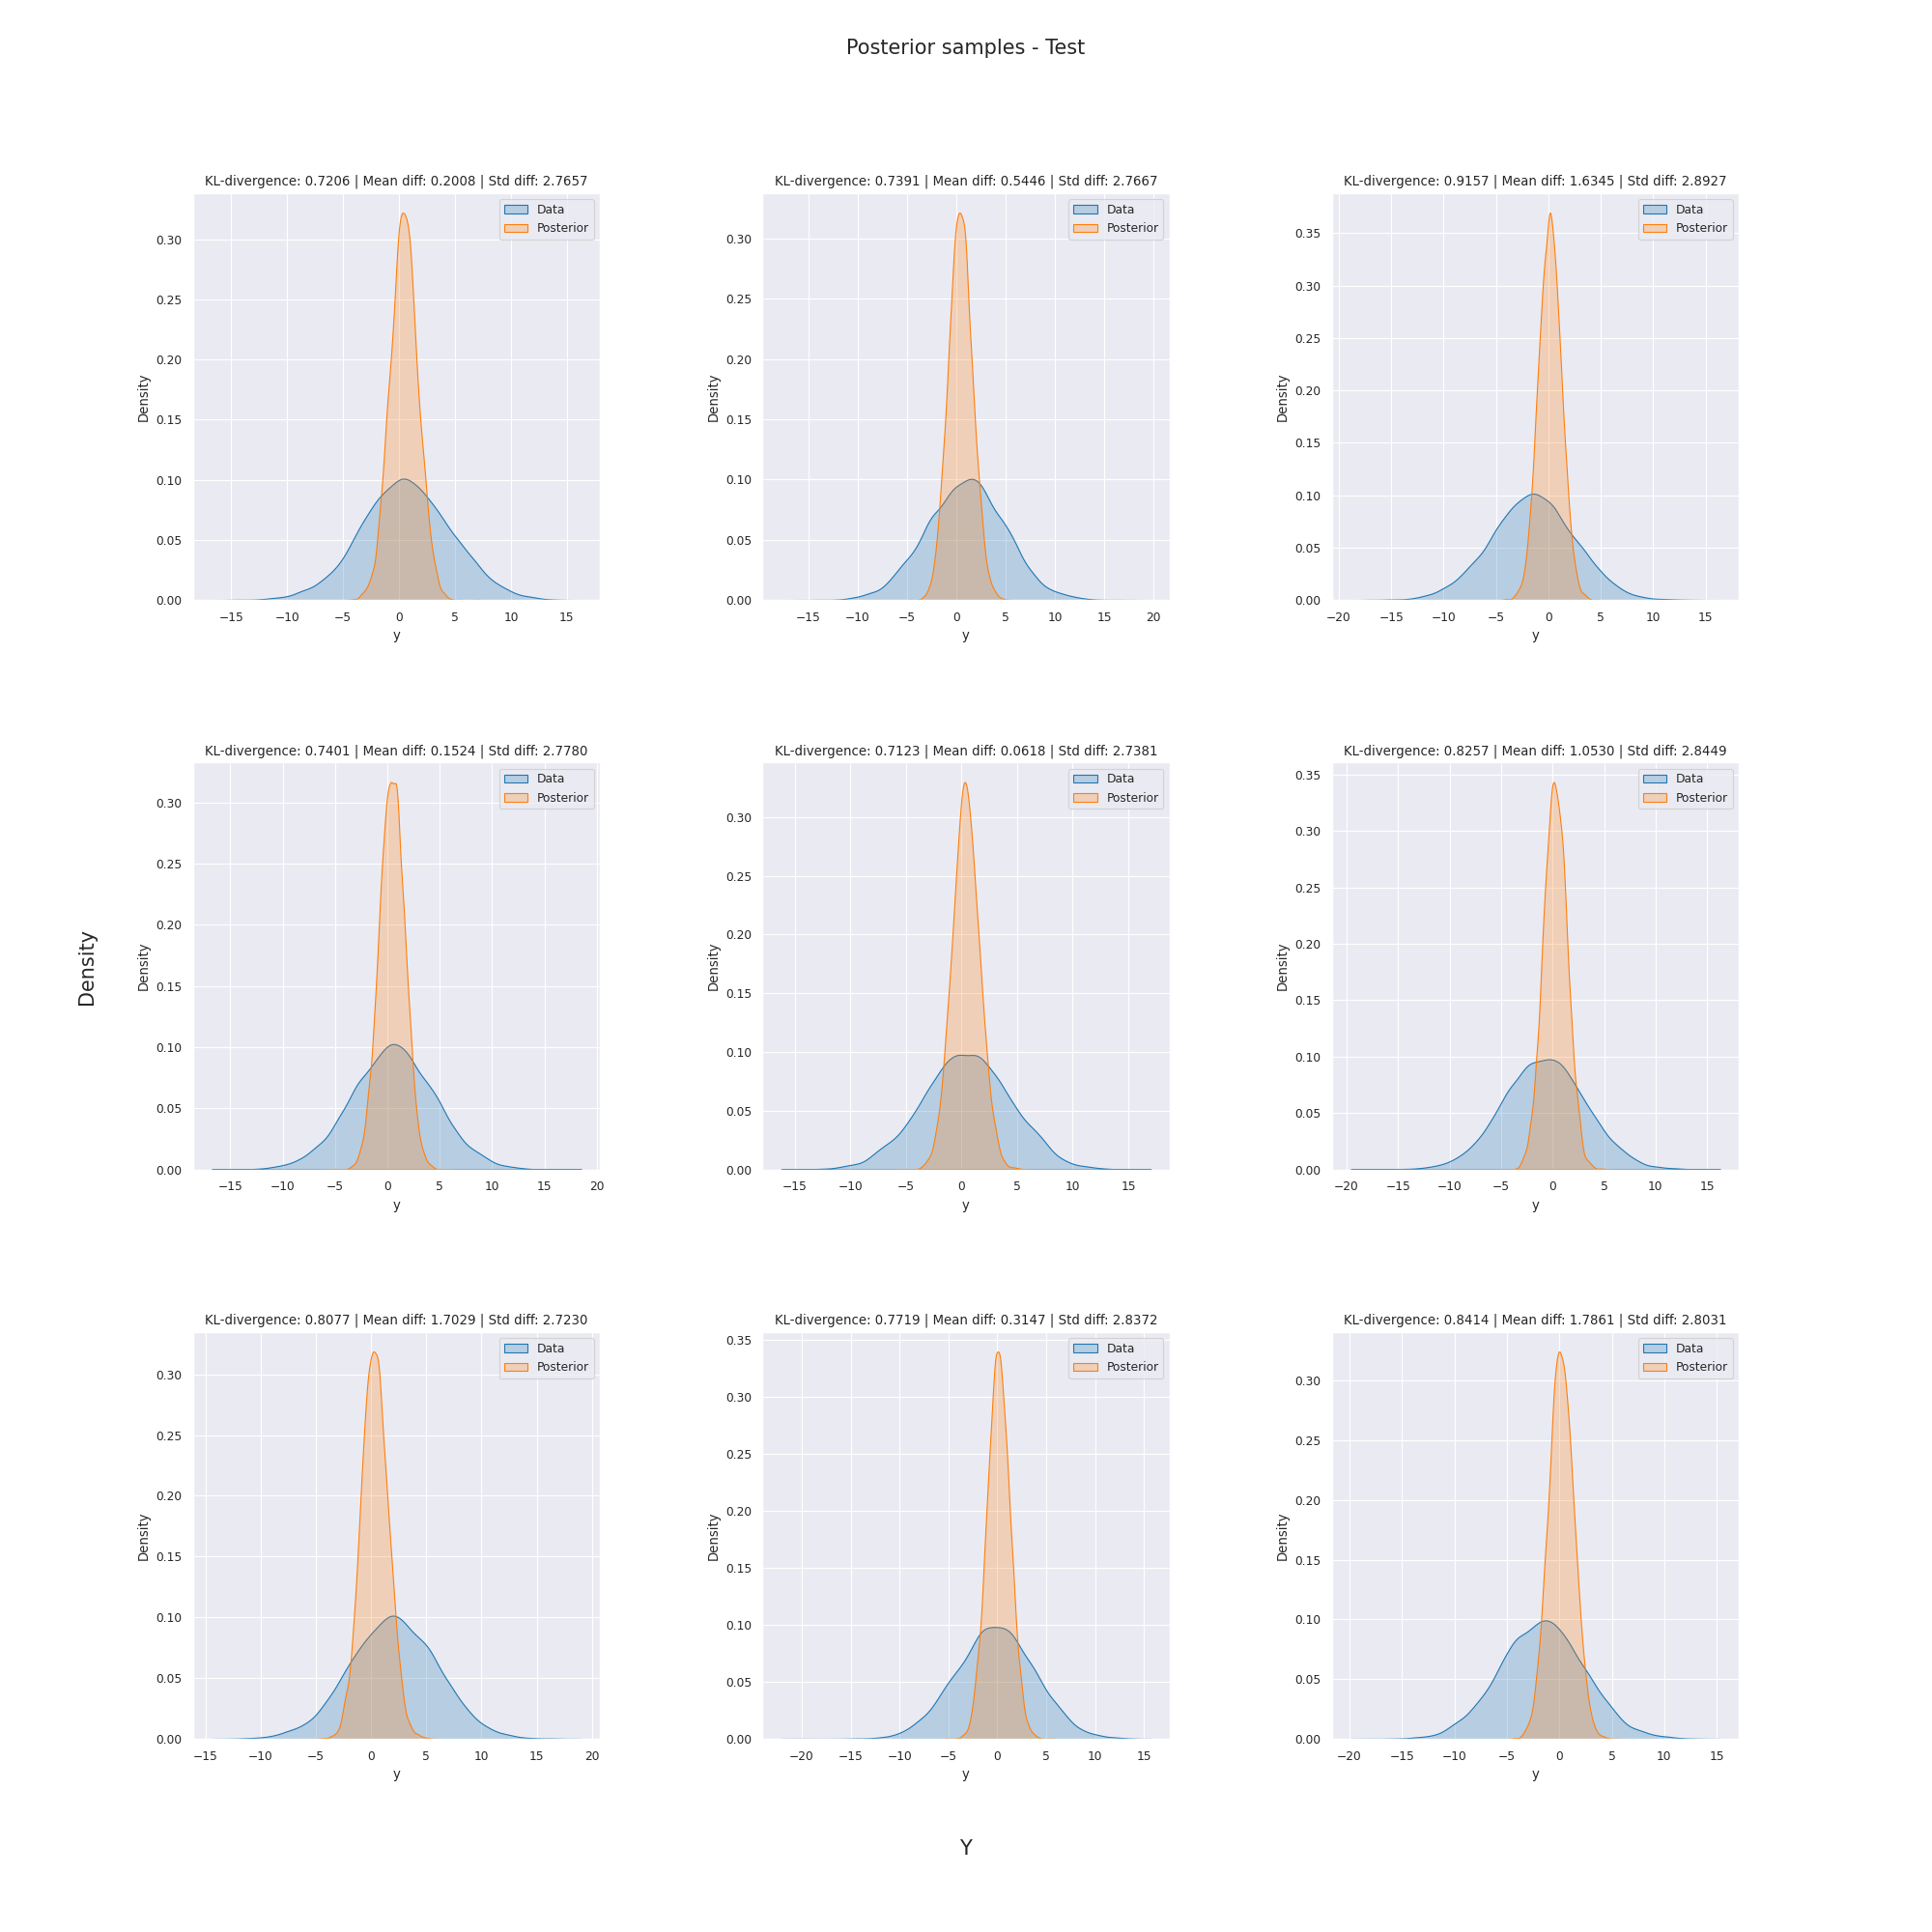 Posterior samples - Test
KL-divergence: 0.7206 | Mean diff: 0.2008 | Std diff: 2.7657
Data
Posterior
0.30
0.25
0.20
0.15
0.10
0.05
0.00
Density
−15 −10 −5 0 5 10 15
y
KL-divergence: 0.7391 | Mean diff: 0.5446 | Std diff: 2.7667
Data
Posterior
0.30
0.25
0.20
0.15
0.10
0.05
0.00
Density
−15 −10 −5 0 5 10 15 20
y
KL-divergence: 0.9157 | Mean diff: 1.6345 | Std diff: 2.8927
Data
Posterior
0.35
0.30
0.25
0.20
0.15
0.10
0.05
0.00
Density
−20 −15 −10 −5 0 5 10 15
y
KL-divergence: 0.7401 | Mean diff: 0.1524 | Std diff: 2.7780
Data
Posterior
0.30
0.25
0.20
0.15
0.10
0.05
0.00
Density
−15 −10 −5 0 5 10 15 20
y
KL-divergence: 0.7123 | Mean diff: 0.0618 | Std diff: 2.7381
Data
Posterior
0.30
0.25
0.20
0.15
0.10
0.05
0.00
Density
−15 −10 −5 0 5 10 15
y
KL-divergence: 0.8257 | Mean diff: 1.0530 | Std diff: 2.8449
Data
Posterior
0.35
0.30
0.25
0.20
0.15
0.10
0.05
0.00
Density
−20 −15 −10 −5 0 5 10 15
y
KL-divergence: 0.8077 | Mean diff: 1.7029 | Std diff: 2.7230
Data
Posterior
0.30
0.25
0.20
0.15
0.10
0.05
0.00
Density
−15 −10 −5 0 5 10 15 20
y
KL-divergence: 0.7719 | Mean diff: 0.3147 | Std diff: 2.8372
Data
Posterior
0.35
0.30
0.25
0.20
0.15
0.10
0.05
0.00
Density
−20 −15 −10 −5 0 5 10 15
y
KL-divergence: 0.8414 | Mean diff: 1.7861 | Std diff: 2.8031
Data
Posterior
0.30
0.25
0.20
0.15
0.10
0.05
0.00
Density
−20 −15 −10 −5 0 5 10 15
y
Density
Y